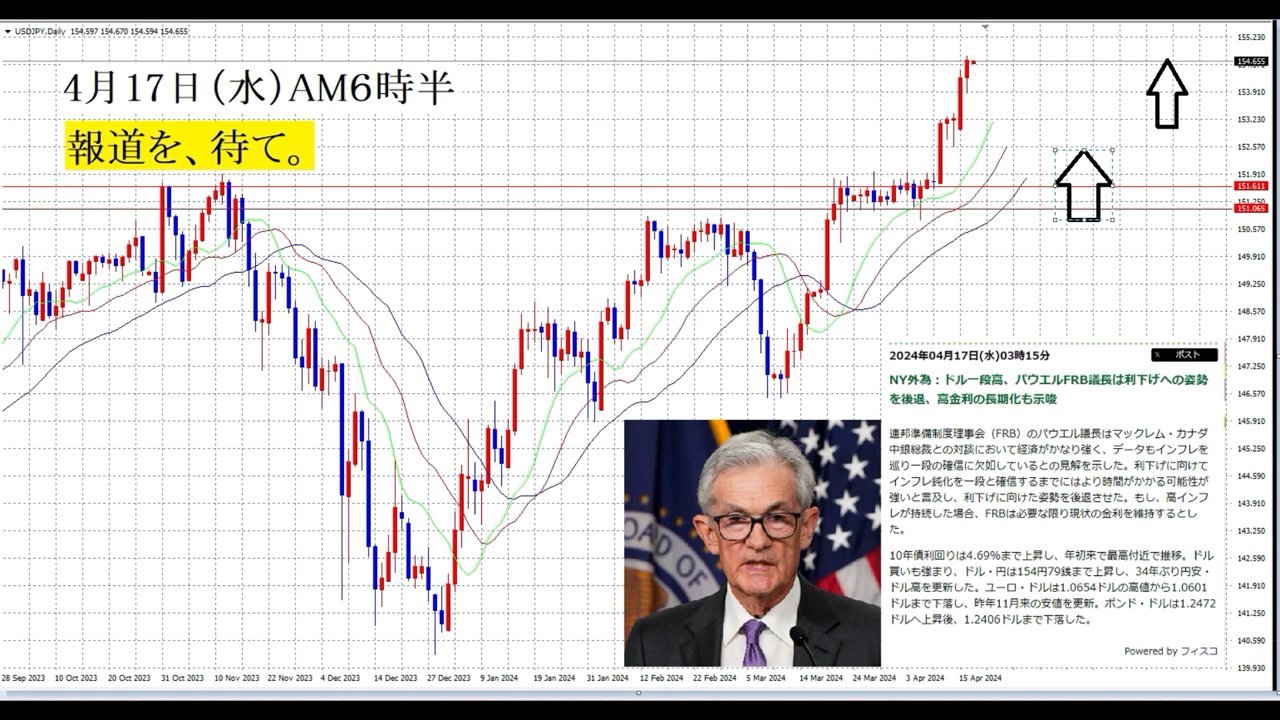 USDJPY,Daily 154.597 154.670 154.594 154.655
4月17日(水)AM6時半
報道を、待て。
155.230
154.655
153.910
153.230
152.570
151.910
151.611
151.250
151.065
150.570
149.910
149.250
148.570
147.910
147.250
146.570
145.910
145.250
144.590
143.910
143.250
142.590
141.910
141.250
140.590
139.930
2024年04月17日(水)03時15分
ポスト
NY外為:ドル一段高、パウエルFRB議長は利下げへの姿勢
を後退、高金利の長期化も示唆
連邦準備制度理事会(FRB)のパウエル議長はマックレム・カナダ
中銀総裁との対談において経済がかなり強く、データもインフレを
巡り一段の確信に欠如しているとの見解を示した。利下げに向けて
インフレ鈍化を一段と確信するまでにはより時間がかかる可能性が
強いと言及し、利下げに向けた姿勢を後退させた。もし、高インフ
レが持続した場合、FRBは必要な限り現状の金利を維持するとし
た。
10年債利回りは4.69%まで上昇し、年初来で最高付近で推移。ドル
買いも強まり、ドル・円は154円79銭まで上昇し、34年ぶり円安・
ドル高を更新した。ユーロ・ドルは1.0654ドルの高値から1.0601
ドルまで下落し、昨年11月来の安値を更新。ポンド・ドルは1.2472
ドルへ上昇後、1.2406ドルまで下落した。
Powered by フィスコ
OAD OF
28 Sep 2023 10 Oct 2023 20 Oct 2023 31 Oct 2023 10 Nov 2023 22 Nov 2023 4 Dec 2023 14 Dec 2023 27 Dec 2023 9 Jan 2024 19 Jan 2024 31 Jan 2024 12 Feb 2024 22 Feb 2024 5 Mar 2024 14 Mar 2024 24 Mar 2024 3 Apr 2024 15 Apr 2024